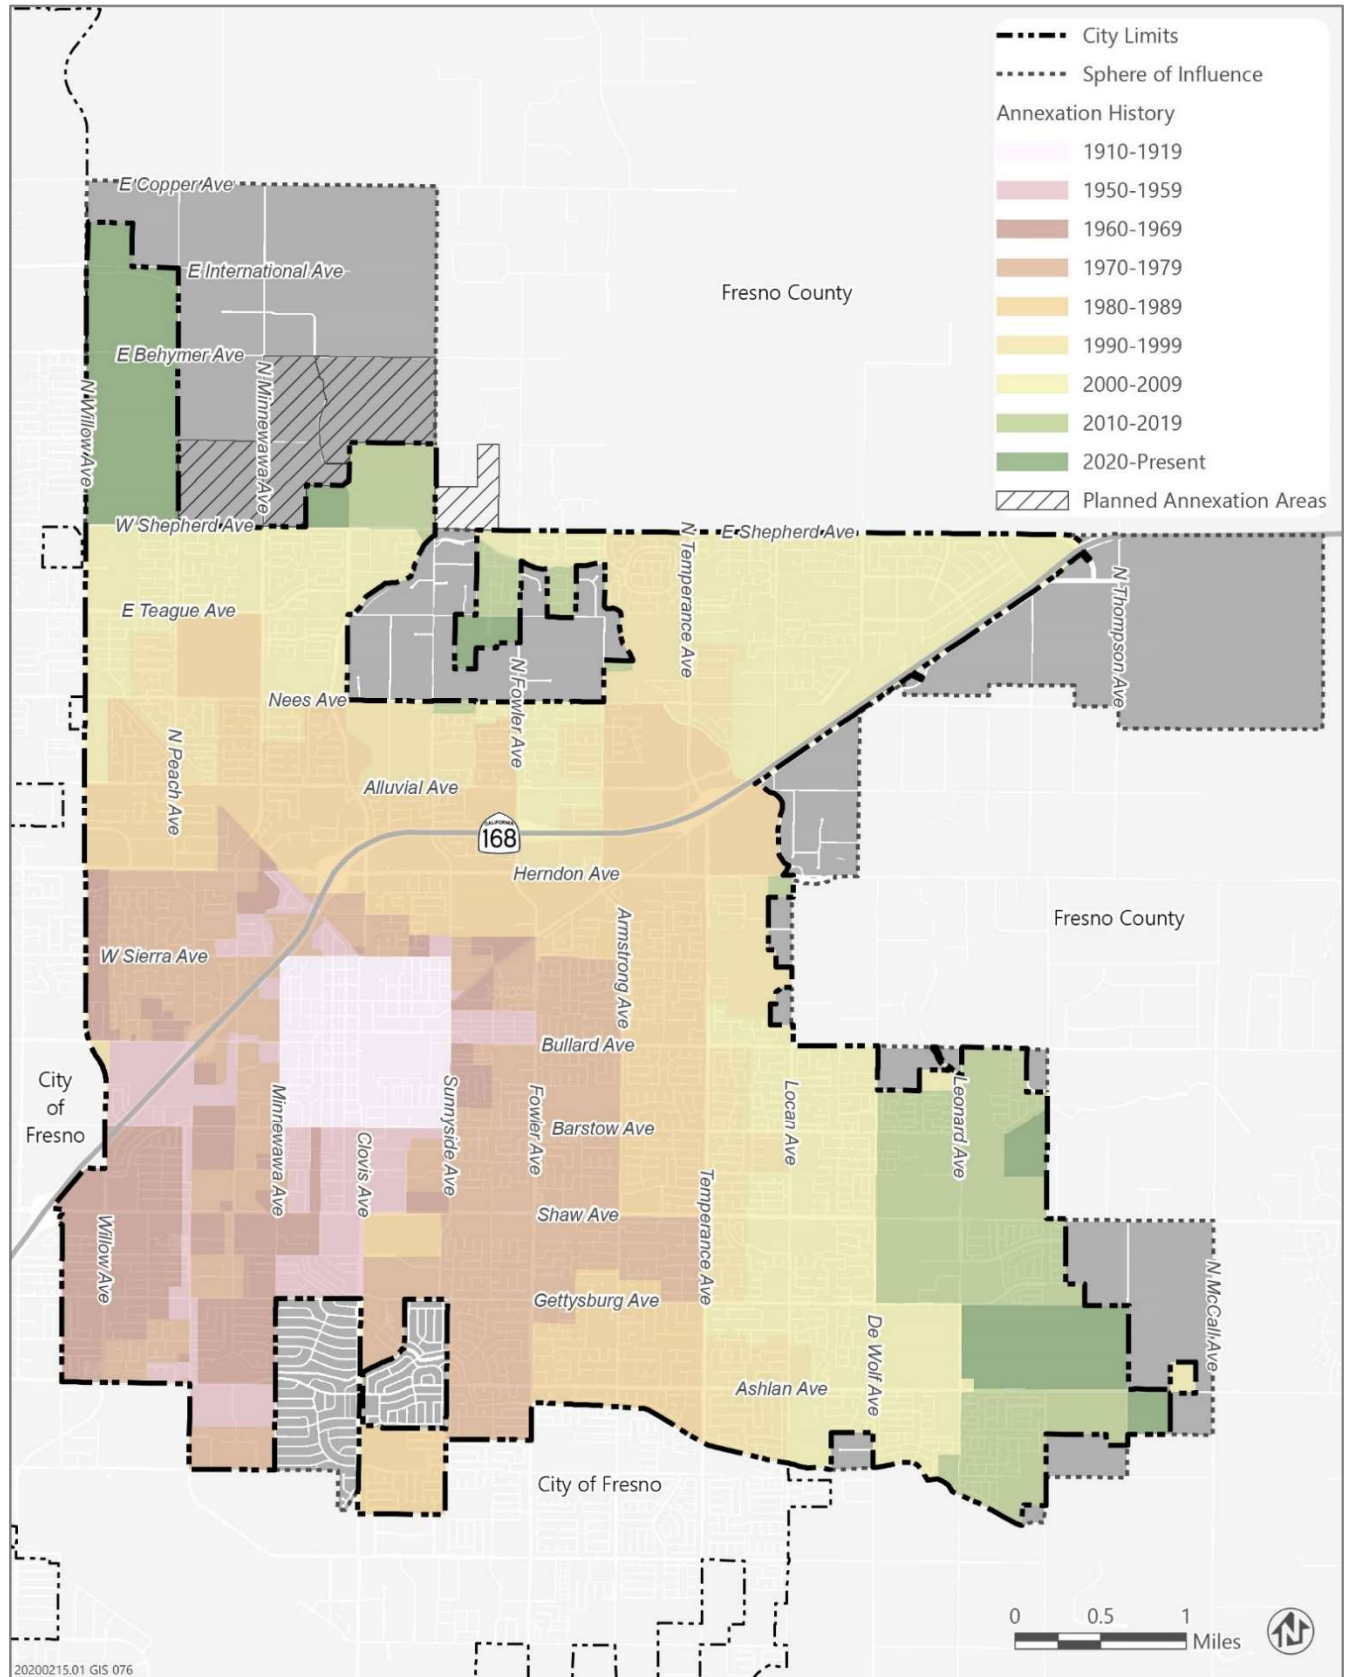 City Limits
Sphere of Influence
Annexation History
1910-1919
1950-1959
1960-1969
1970-1979
1980-1989
1990-1999
2000-2009
2010-2019
2020-Present
Planned Annexation Areas
E Copper Ave
E International Ave
Fresno County
E Behymer Ave
N Willow Ave
N Minnewawa Ave
W Shepherd Ave
E Shepherd Ave
N Temperance Ave
N Thompson Ave
E Teague Ave
Nees Ave
N Fowler Ave
N Peach Ave
Alluvial Ave
CALIFORNIA
168
Herndon Ave
Armstrong Ave
Fresno County
W Sierra Ave
Bullard Ave
City
of
Fresno
Minnewawa Ave
Sunnyside Ave
Fowler Ave
Locan Ave
Leonard Ave
Barstow Ave
Clovis Ave
Temperance Ave
Shaw Ave
Willow Ave
Gettysburg Ave
De Wolf Ave
N McCall Ave
Ashlan Ave
City of Fresno
0 0.5 1
Miles
N
20200215.01 GIS 076